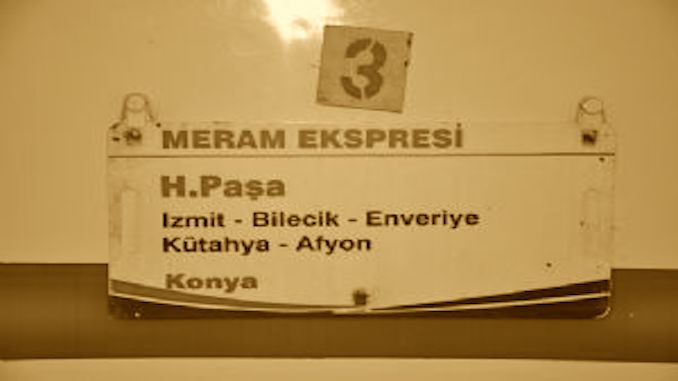 3
MERAM EKSPRESİ
H.Paşa
Izmit - Bilecik - Enveriye
Kütahya - Afyon
Konya